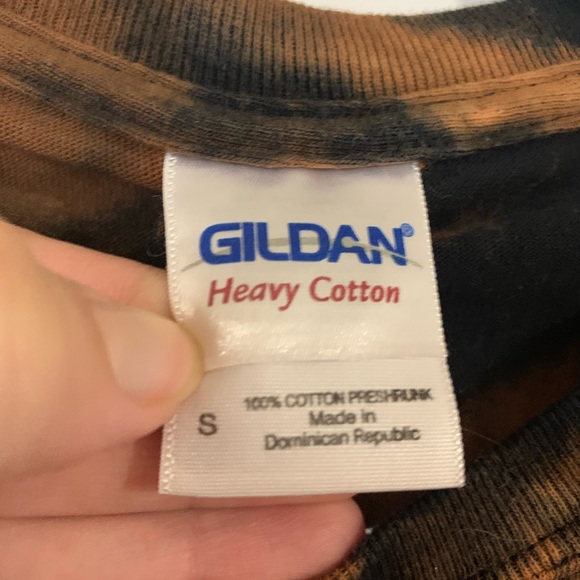 GILDAN®
Heavy Cotton
100% COTTON PRESHRUNK
S
Made in
Dominican Republic